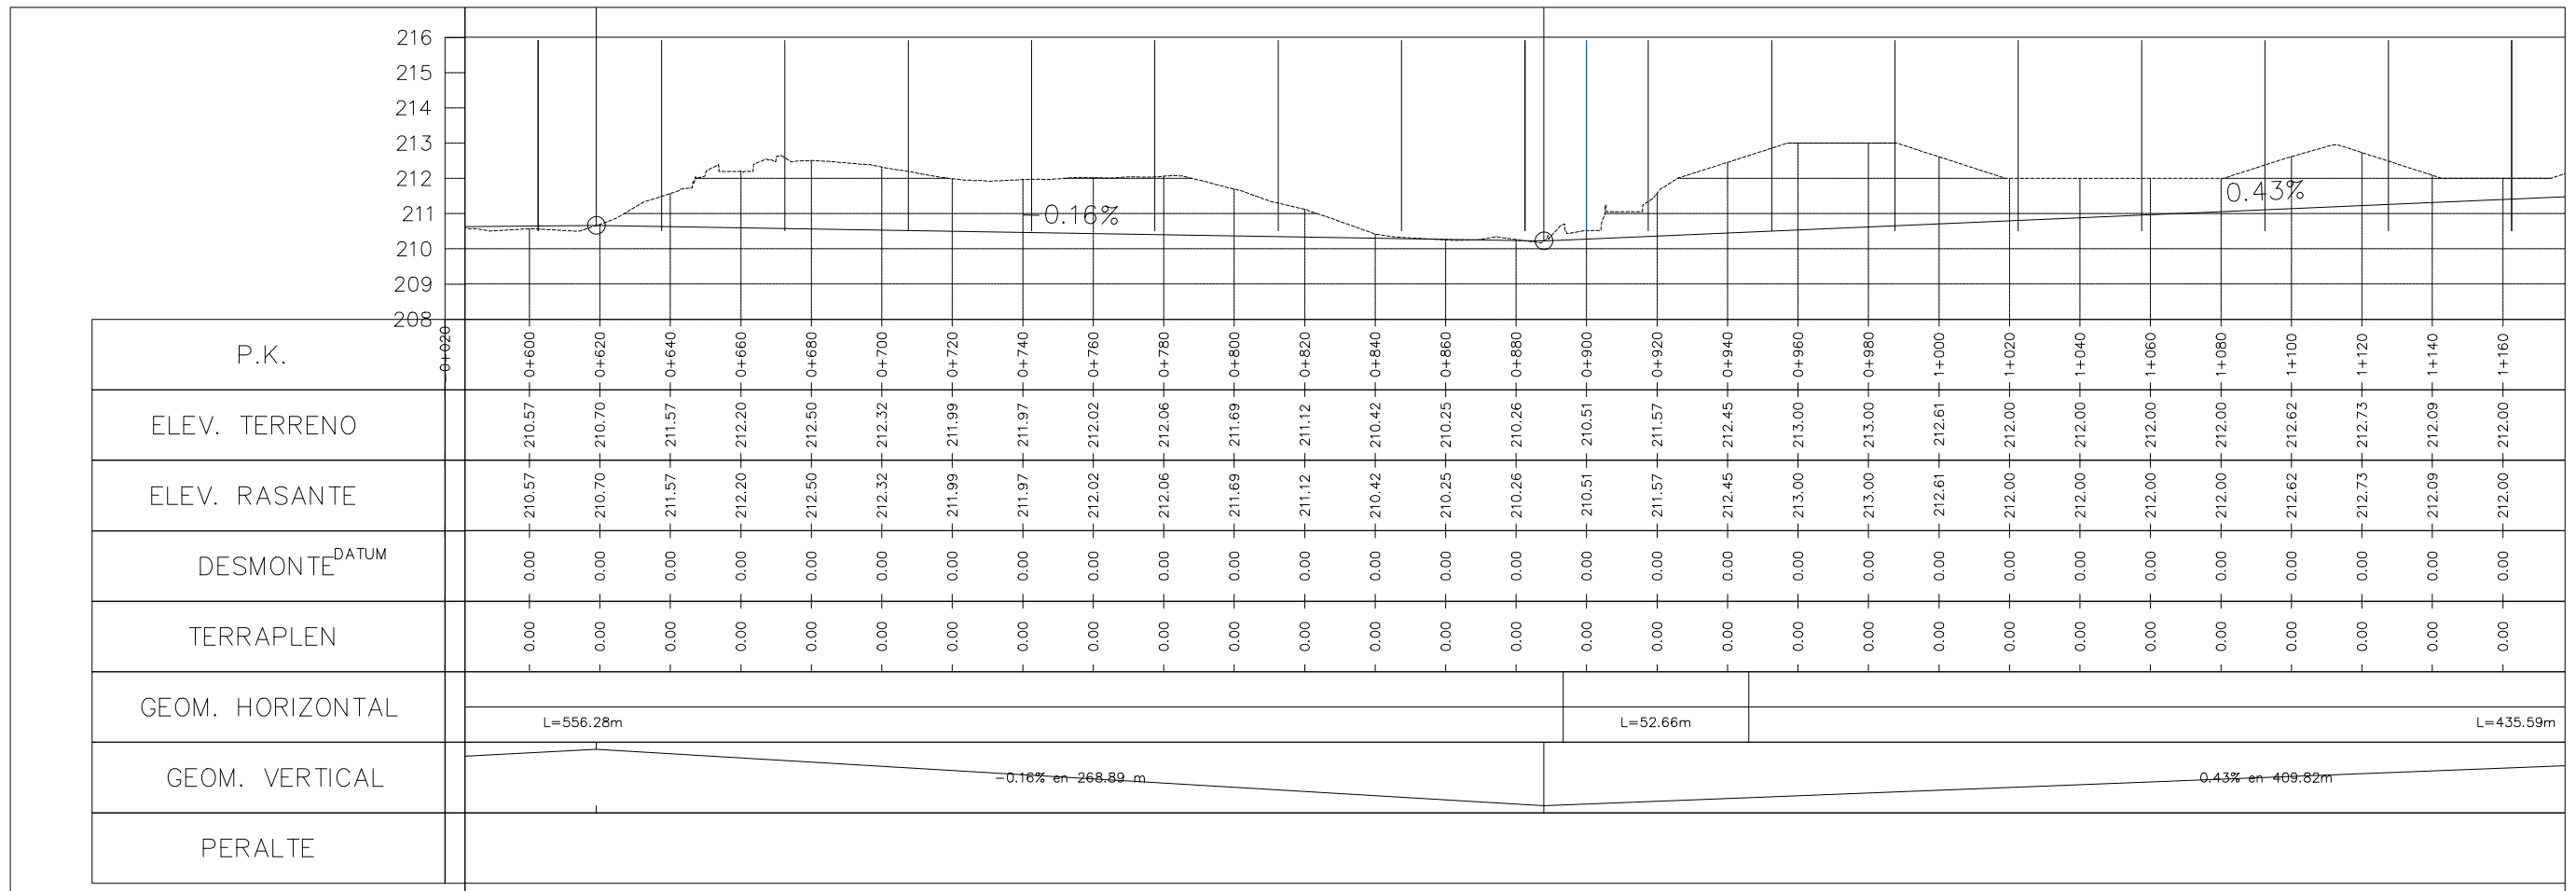 216
215
214
213
212
211
210
209
208
-0.16%
0.43%
P.K.
-0+020 0+600 0+620 0+640 0+660 0+680 0+700 0+720 0+740 0+760 0+780 0+800 0+820 0+840 0+860 0+880 0+900 0+920 0+940 0+960 0+980 1+000 1+020 1+040 1+060 1+080 1+100 1+120 1+140 1+160
ELEV. TERRENO
210.57 210.70 211.57 212.20 212.50 212.32 211.99 211.97 212.02 212.06 211.69 211.12 210.42 210.25 210.26 210.51 211.57 212.45 213.00 213.00 212.61 212.00 212.00 212.00 212.00 212.62 212.73 212.09 212.00
ELEV. RASANTE
210.57 210.70 211.57 212.20 212.50 212.32 211.99 211.97 212.02 212.06 211.69 211.12 210.42 210.25 210.26 210.51 211.57 212.45 213.00 213.00 212.61 212.00 212.00 212.00 212.00 212.62 212.73 212.09 212.00
DESMONTE DATUM
0.00 0.00 0.00 0.00 0.00 0.00 0.00 0.00 0.00 0.00 0.00 0.00 0.00 0.00 0.00 0.00 0.00 0.00 0.00 0.00 0.00 0.00 0.00 0.00 0.00 0.00 0.00 0.00 0.00
TERRAPLEN
0.00 0.00 0.00 0.00 0.00 0.00 0.00 0.00 0.00 0.00 0.00 0.00 0.00 0.00 0.00 0.00 0.00 0.00 0.00 0.00 0.00 0.00 0.00 0.00 0.00 0.00 0.00 0.00 0.00
GEOM. HORIZONTAL
L=556.28m L=52.66m L=435.59m
GEOM. VERTICAL
-0.16% en 268.89 m 0.43% en 409.82m
PERALTE